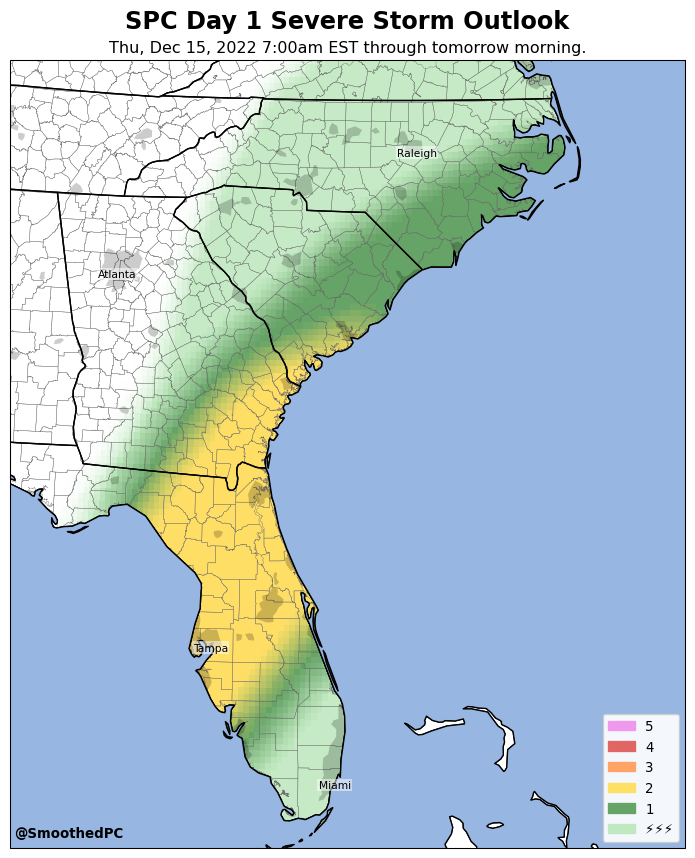 SPC Day 1 Severe Storm Outlook
Thu, Dec 15, 2022 7:00am EST through tomorrow morning.
Raleigh
Atlanta
Tampa
Miami
5
4
3
2
1
⚡⚡⚡
@SmoothedPC